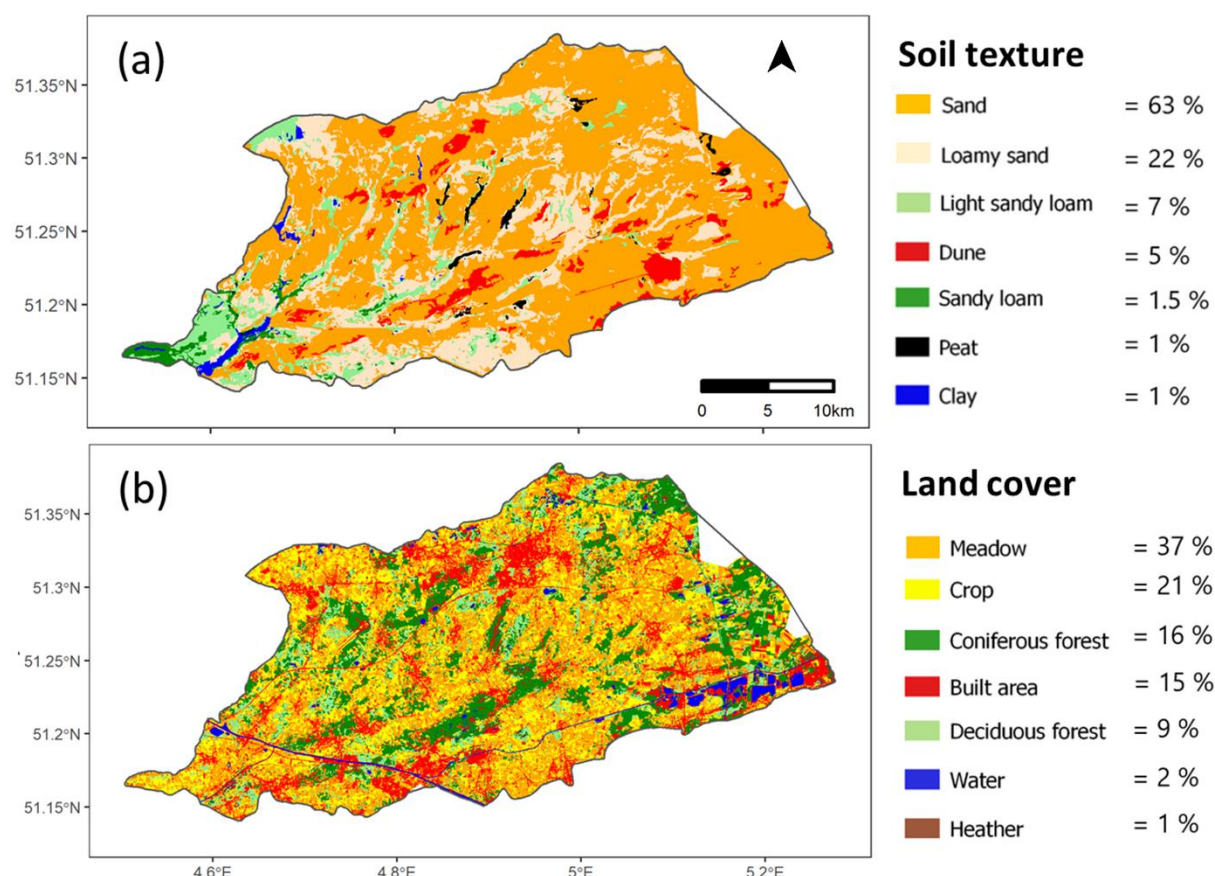 (a)
51.35°N
51.3°N
51.25°N
51.2°N
51.15°N
0 5 10km
Soil texture
Sand = 63 %
Loamy sand = 22 %
Light sandy loam = 7 %
Dune = 5 %
Sandy loam = 1.5 %
Peat = 1 %
Clay = 1 %
(b)
51.35°N
51.3°N
51.25°N
51.2°N
51.15°N
4.6°E 4.8°E 5°E 5.2°E
Land cover
Meadow = 37 %
Crop = 21 %
Coniferous forest = 16 %
Built area = 15 %
Deciduous forest = 9 %
Water = 2 %
Heather = 1 %